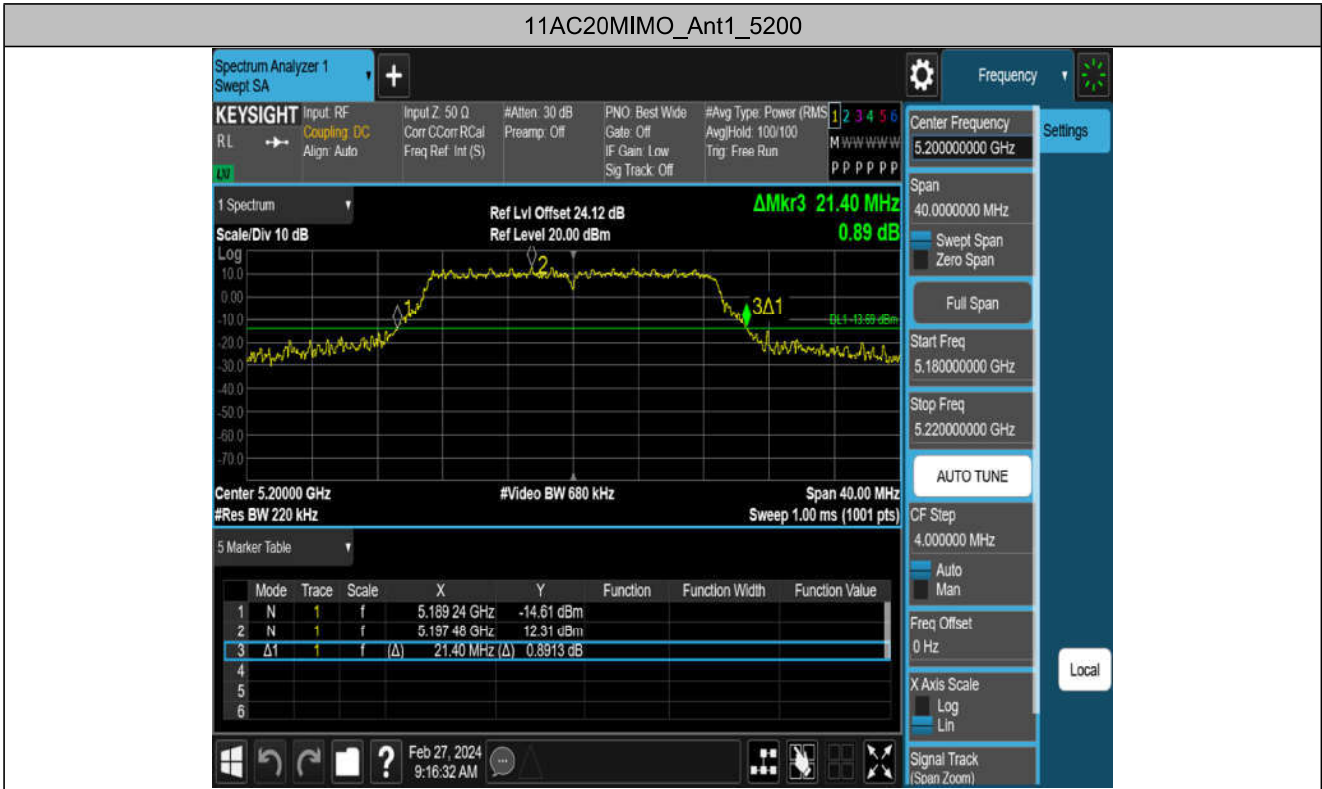 11AC20MIMO_Ant1_5200
Spectrum Analyzer 1
Swept SA
+
Frequency
KEYSIGHT
RL
LXI
Input: RF
Coupling: DC
Align: Auto
Input Z: 50 Ω
Corr CCorr RCal
Freq Ref: Int (S)
#Atten: 30 dB
Preamp: Off
PNO: Best Wide
Gate: Off
IF Gain: Low
Sig Track: Off
#Avg Type: Power (RMS
Avg|Hold: 100/100
Trig: Free Run
1 2 3 4 5 6
M W W W W W
P P P P P P
1 Spectrum
Scale/Div 10 dB
Ref Lvl Offset 24.12 dB
Ref Level 20.00 dBm
ΔMkr3 21.40 MHz
0.89 dB
Log
10.0
0.00
-10.0
-20.0
-30.0
-40.0
-50.0
-60.0
-70.0
1
2
3Δ1
DL1 -13.69 dBm
Center 5.20000 GHz
#Res BW 220 kHz
#Video BW 680 kHz
Span 40.00 MHz
Sweep 1.00 ms (1001 pts)
5 Marker Table
Mode Trace Scale X Y Function Function Width Function Value
1 N 1 f 5.189 24 GHz -14.61 dBm
2 N 1 f 5.197 48 GHz 12.31 dBm
3 Δ1 1 f (Δ) 21.40 MHz (Δ) 0.8913 dB
4
5
6
Feb 27, 2024
9:16:32 AM
?
Center Frequency
5.200000000 GHz
Settings
Span
40.0000000 MHz
Swept Span
Zero Span
Full Span
Start Freq
5.180000000 GHz
Stop Freq
5.220000000 GHz
AUTO TUNE
CF Step
4.000000 MHz
Auto
Man
Freq Offset
0 Hz
Local
X Axis Scale
Log
Lin
Signal Track
(Span Zoom)